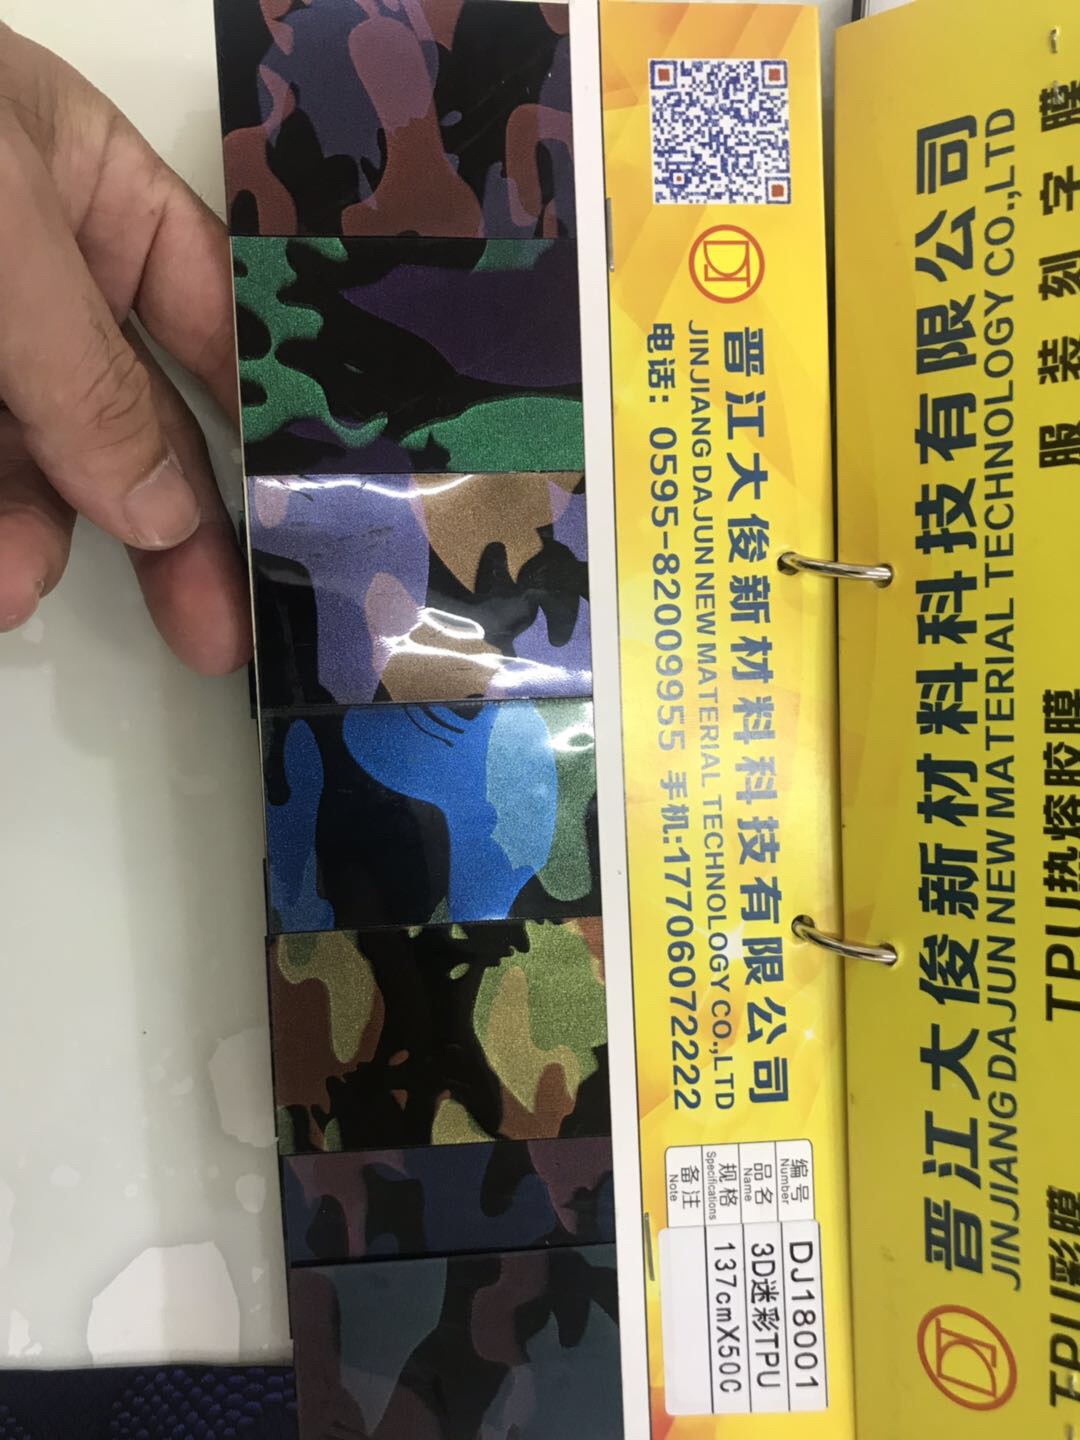 DJ
晋江大俊新材料科技有限公司
JINJIANG DAJUN NEW MATERIAL TECHNOLOGY CO.,LTD
电话：0595-82009955 手机:17706072222
编号 Number DJ18001
品名 Name 3D迷彩TPU
规格 Specifications 137cmX50C
备注 Note
晋江大俊新材料科技有限公司
JINJIANG DAJUN NEW MATERIAL TECHNOLOGY CO.,LTD
服装刻字膜
TPU热熔胶膜
TPU彩膜